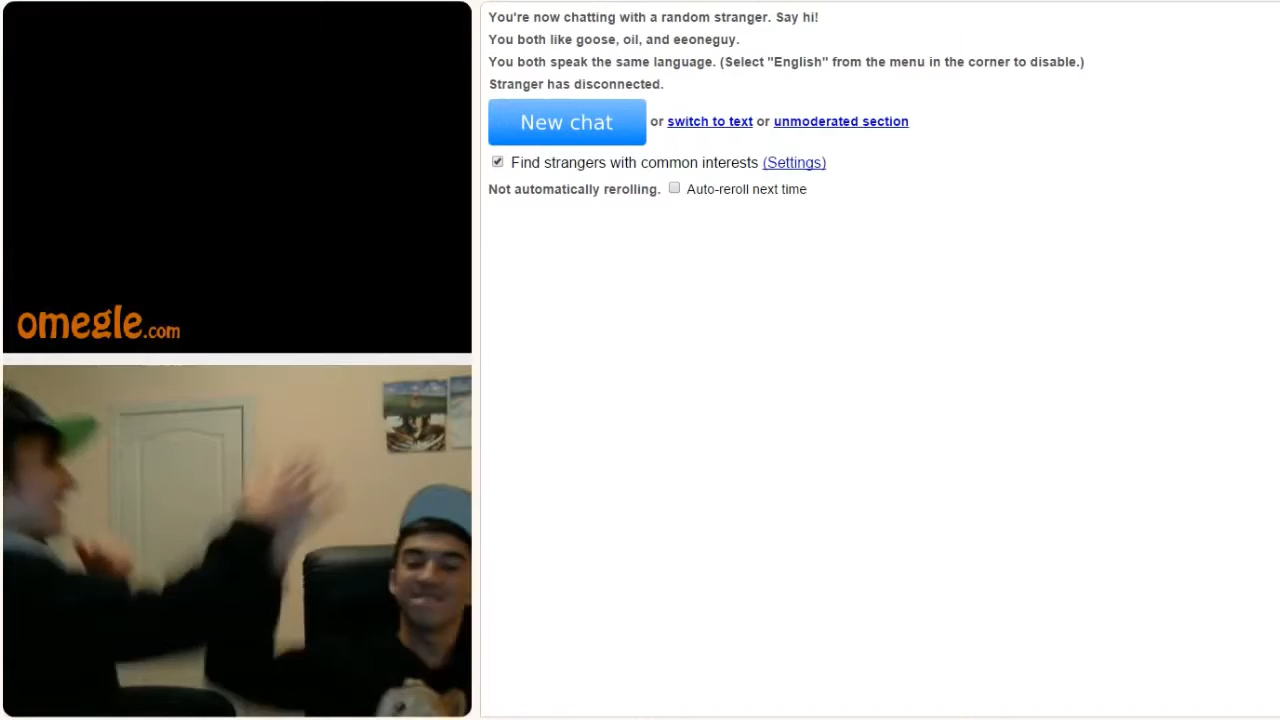 You're now chatting with a random stranger. Say hi!
You both like goose, oil, and eeoneguy.
You both speak the same language. (Select "English" from the menu in the corner to disable.)
Stranger has disconnected.
New chat or switch to text or unmoderated section
Find strangers with common interests (Settings)
Not automatically rerolling. Auto-reroll next time
omegle.com